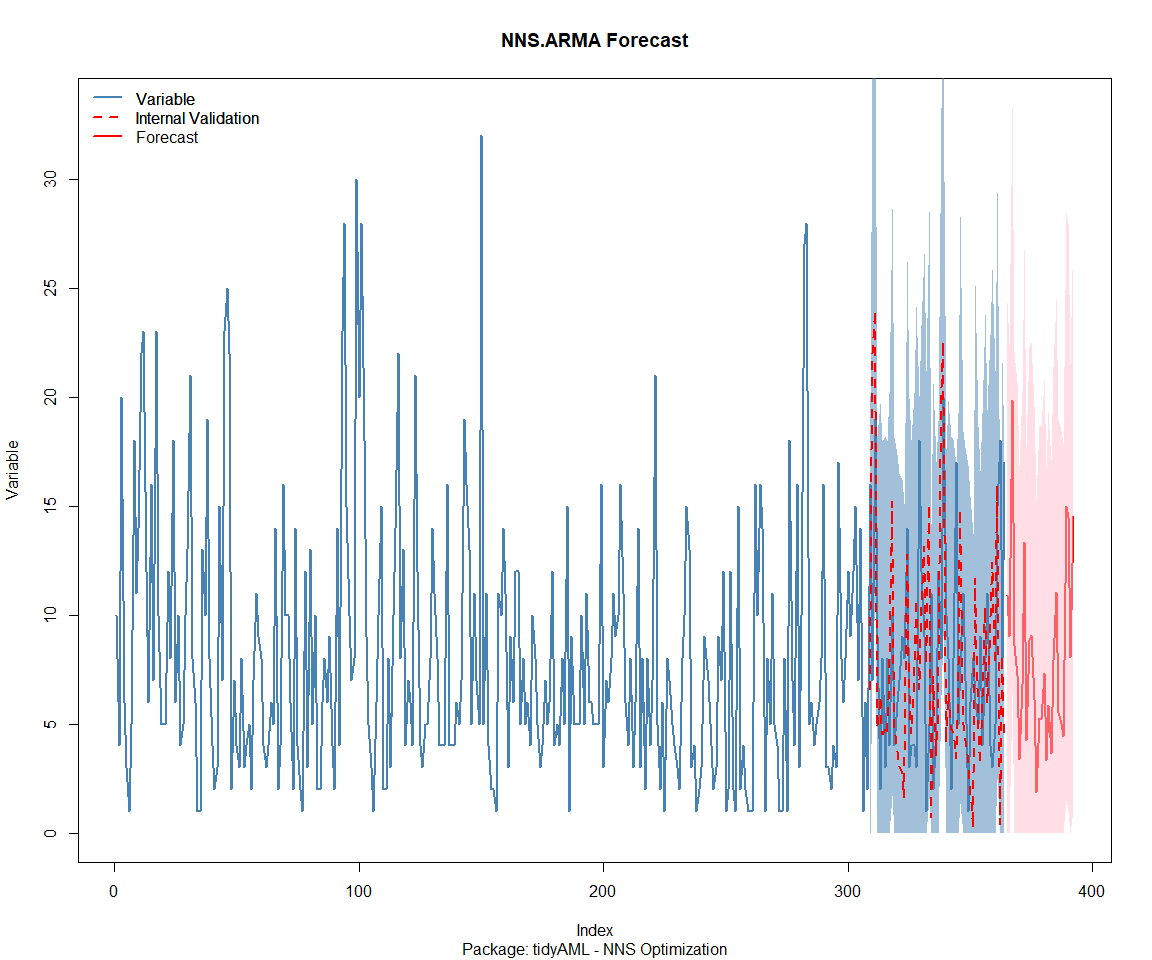 NNS.ARMA Forecast
Variable
Internal Validation
Forecast
Variable
30
25
20
15
10
5
0
0 100 200 300 400
Index
Package: tidyAML - NNS Optimization